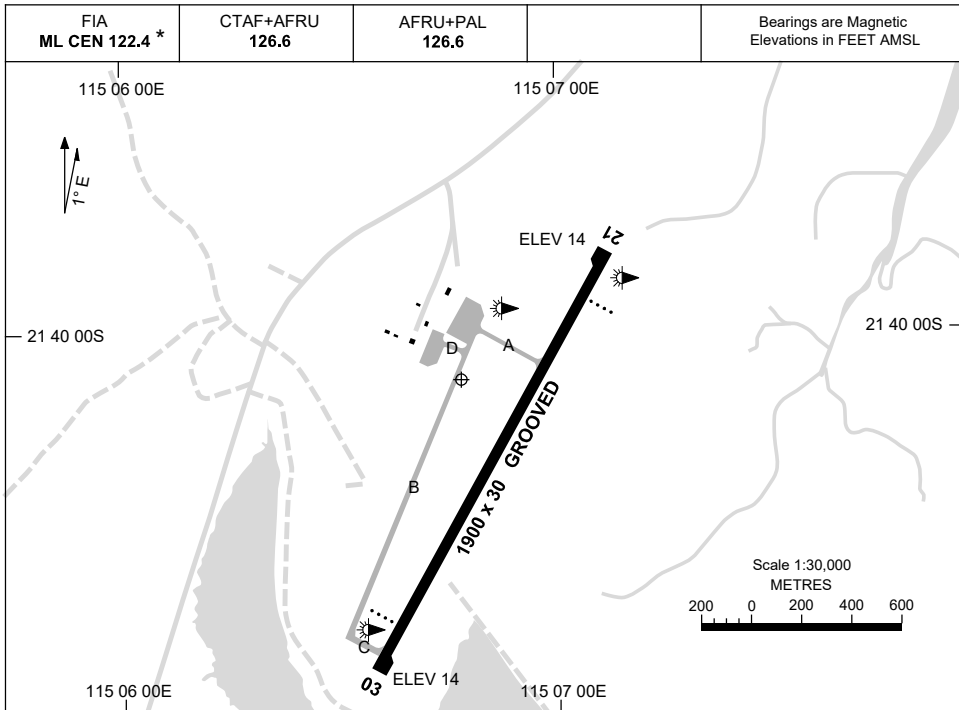 FIA
ML CEN 122.4 *
CTAF+AFRU
126.6
AFRU+PAL
126.6
Bearings are Magnetic
Elevations in FEET AMSL
115 06 00E
115 07 00E
1° E
ELEV 14
21
21 40 00S
21 40 00S
A
D
B
1900 x 30 GROOVED
Scale 1:30,000
METRES
200 0 200 400 600
C
03
ELEV 14
115 06 00E
115 07 00E